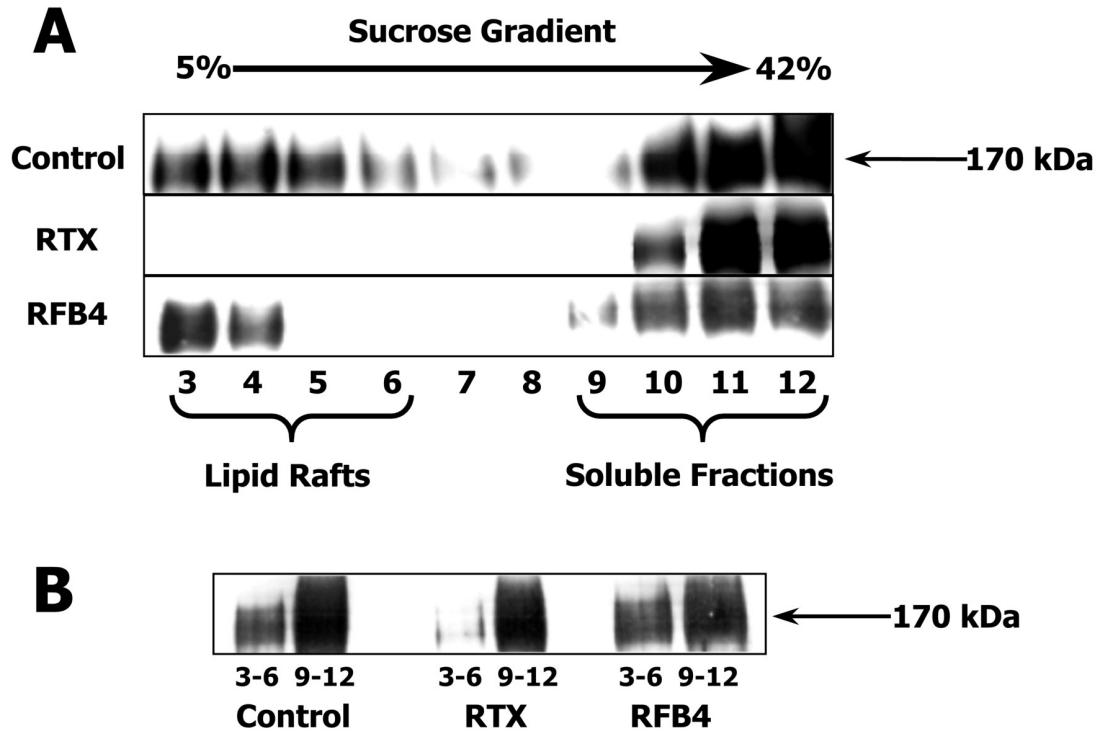 A
Sucrose Gradient
5% 42%
Control 170 kDa
RTX
RFB4
3 4 5 6 7 8 9 10 11 12
Lipid Rafts Soluble Fractions
B
170 kDa
3-6 9-12 3-6 9-12 3-6 9-12
Control RTX RFB4